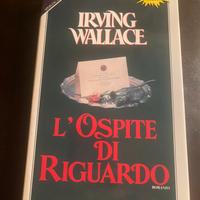 IRVING
WALLACE
L'OSPITE
DI
RIGUARDO
ROMANZO